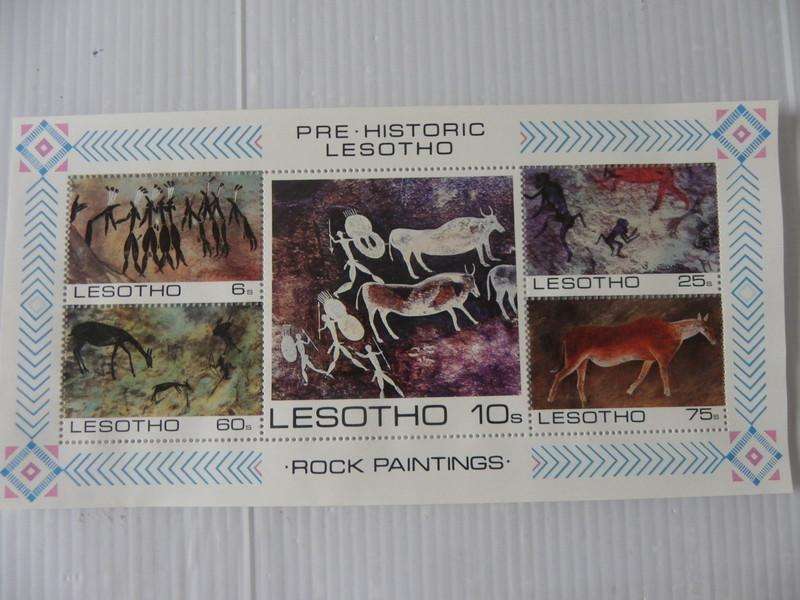 PRE·HISTORIC
LESOTHO
LESOTHO 6s
LESOTHO 60s
LESOTHO 10s
LESOTHO 25s
LESOTHO 75s
·ROCK PAINTINGS·